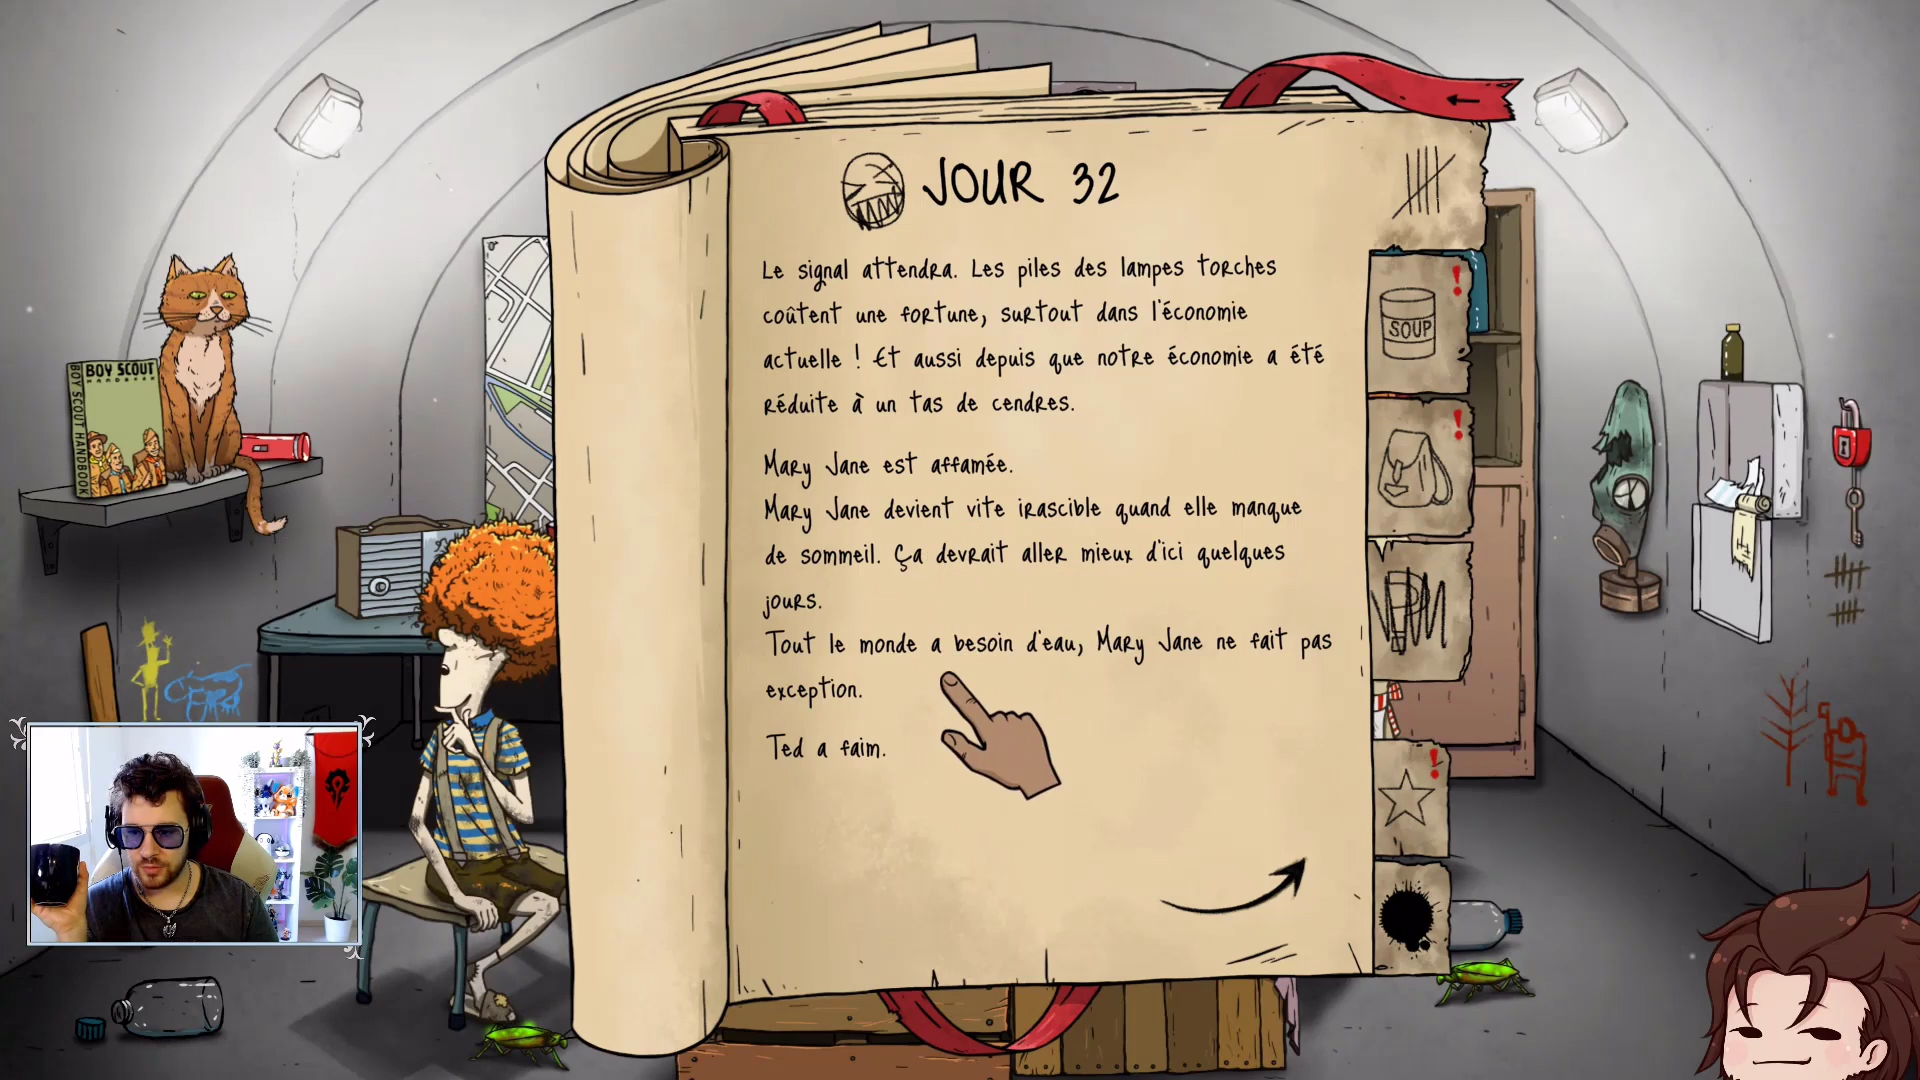 JOUR 32
Le signal attendra. Les piles des lampes torches
coûtent une fortune, surtout dans l'économie
actuelle ! Et aussi depuis que notre économie a été
réduite à un tas de cendres.
Mary Jane est affamée.
Mary Jane devient vite irascible quand elle manque
de sommeil. Ça devrait aller mieux d'ici quelques
jours.
Tout le monde a besoin d'eau, Mary Jane ne fait pas
exception.
Ted a faim.
SOUP
BOY SCOUT
HANDBOOK
BOY SCOUT HANDBOOK